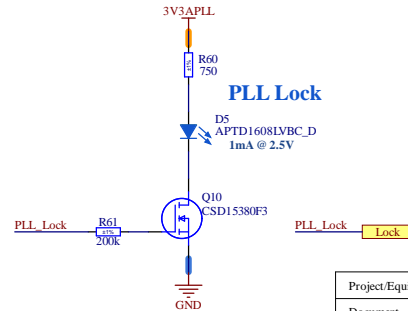 3V3APLL
R60
±1%
750
PLL Lock
D5
APTD1608LVBC_D
1mA @ 2.5V
Q10
CSD15380F3
PLL_Lock
R61
±1%
200k
PLL_Lock
Lock
GND
Project/Equi